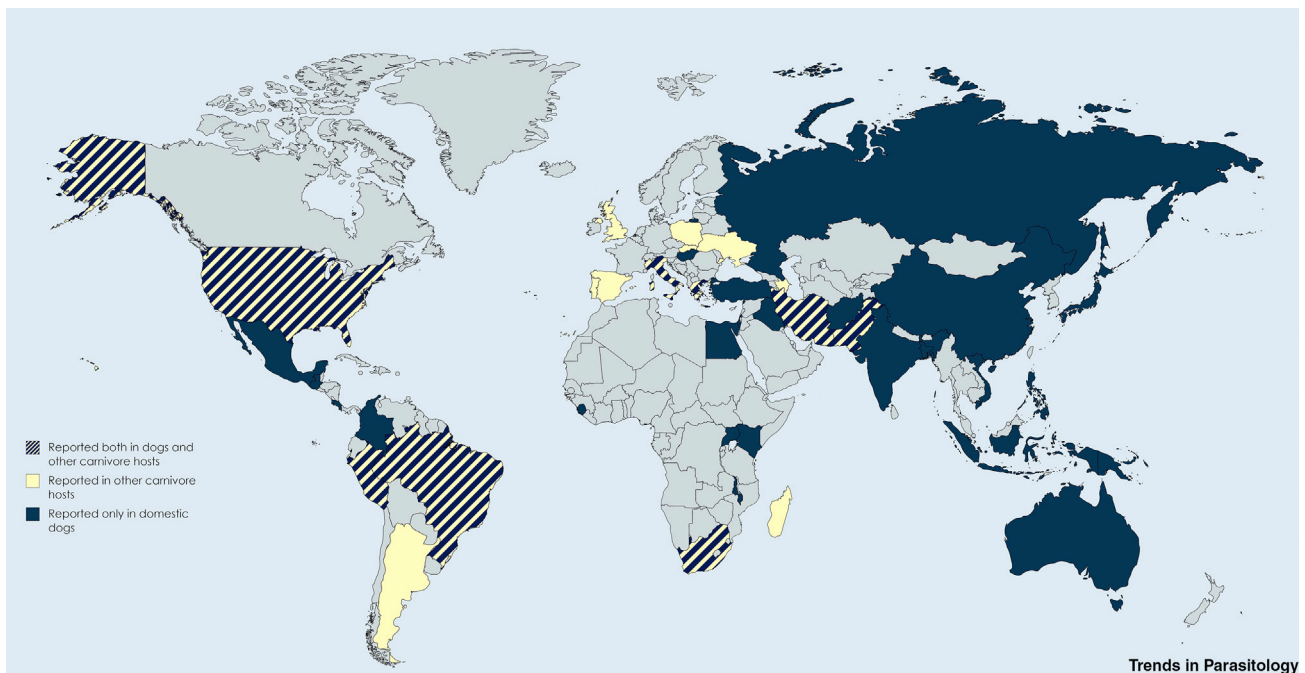 Reported both in dogs and
other carnivore hosts
Reported in other carnivore
hosts
Reported only in domestic
dogs
Trends in Parasitology